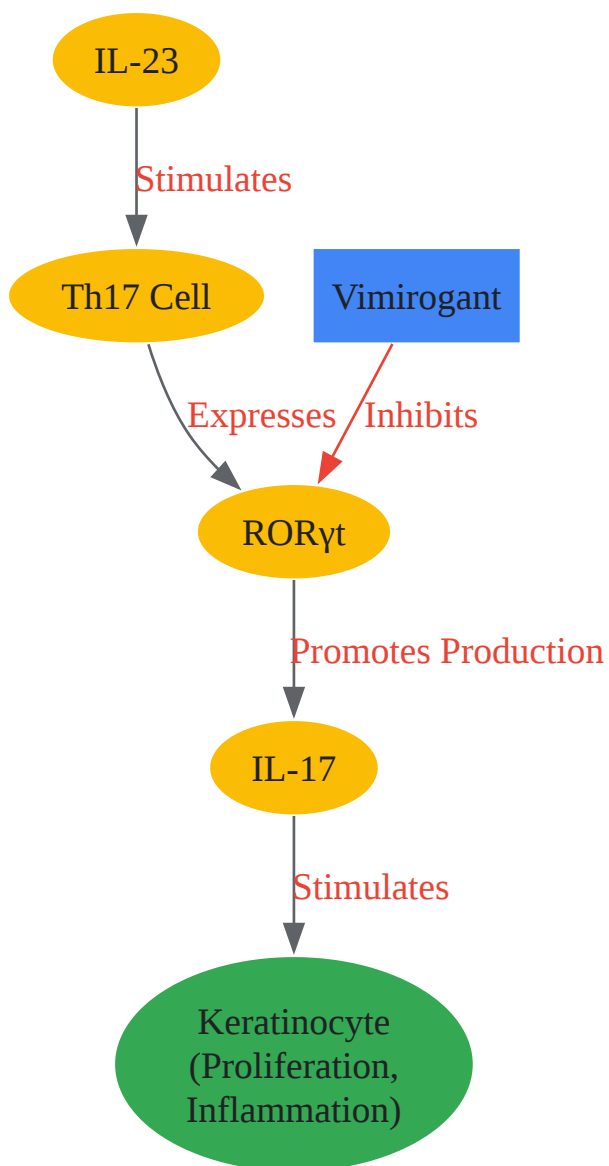 IL-23
Stimulates
Th17 Cell
Vimirogant
Expresses
Inhibits
RORγt
Promotes Production
IL-17
Stimulates
Keratinocyte
(Proliferation,
Inflammation)